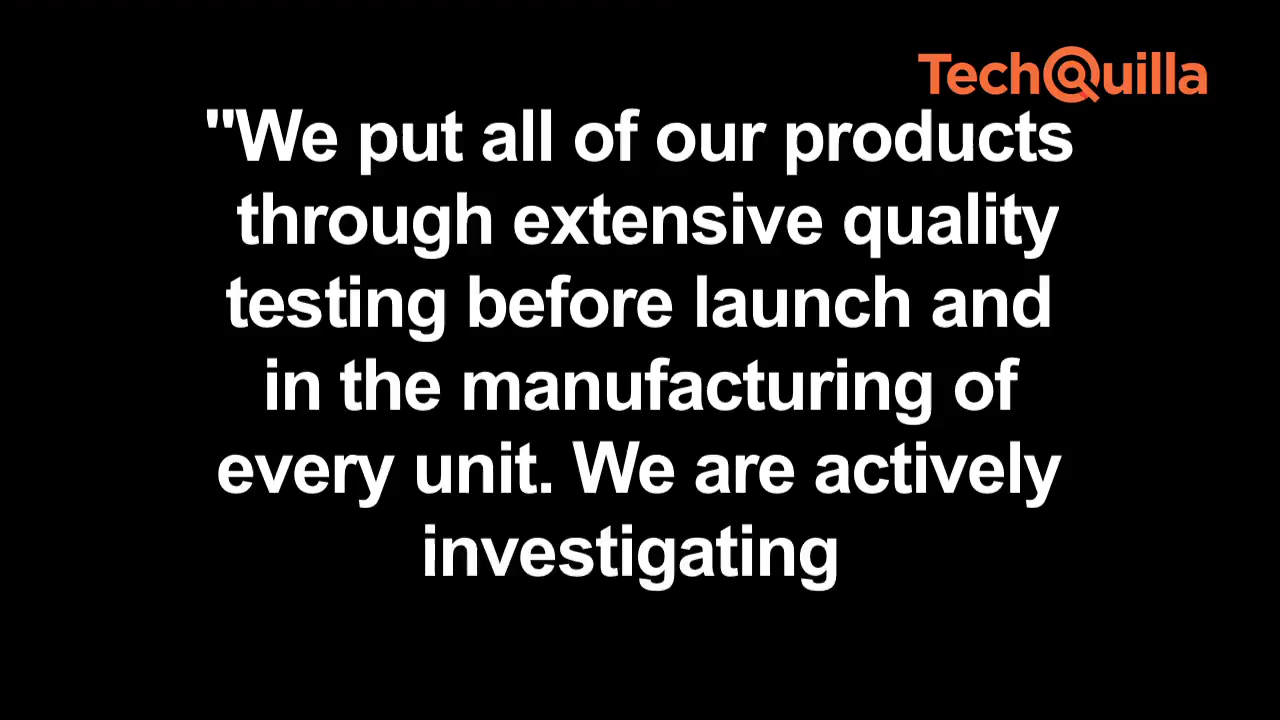 TechQuilla
"We put all of our products
through extensive quality
testing before launch and
in the manufacturing of
every unit. We are actively
investigating